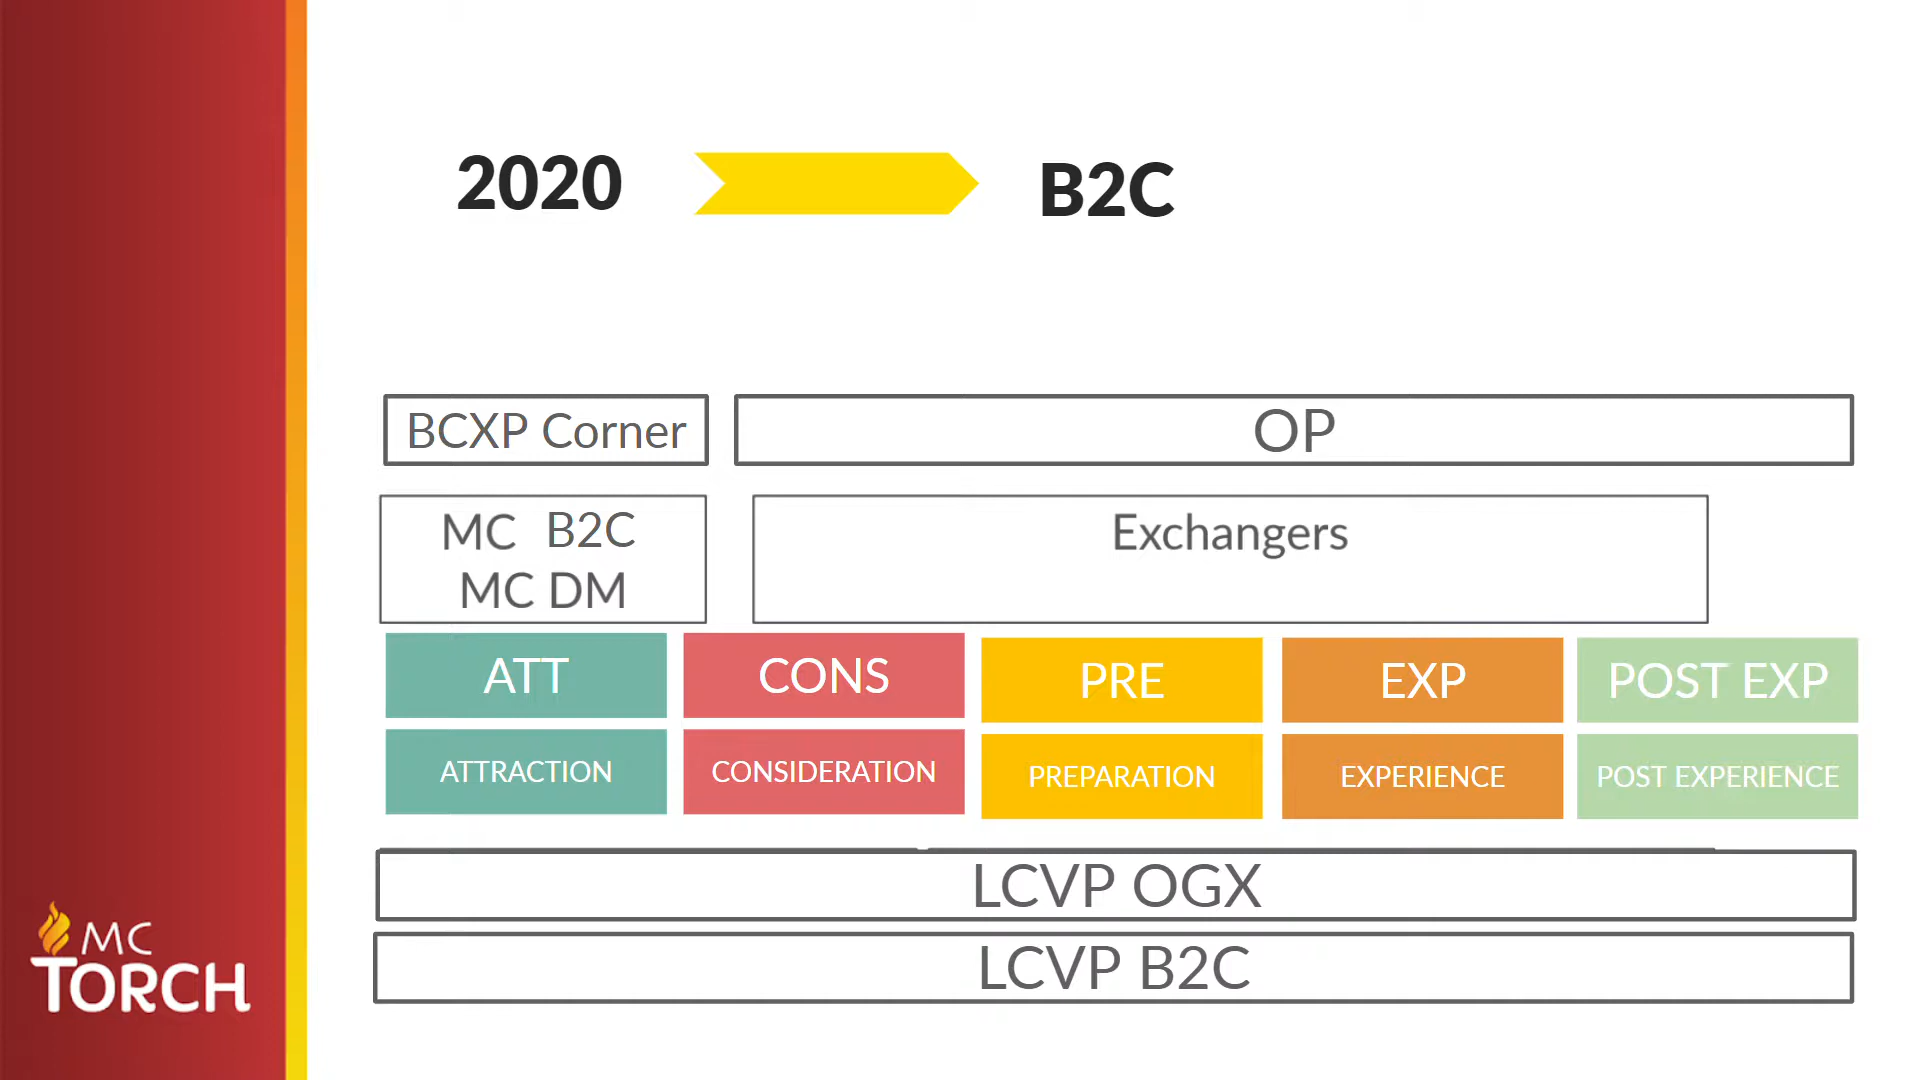 2020
B2C
BCXP Corner
OP
MC B2C
MC DM
Exchangers
ATT
CONS
PRE
EXP
POST EXP
ATTRACTION
CONSIDERATION
PREPARATION
EXPERIENCE
POST EXPERIENCE
LCVP OGX
LCVP B2C
MC
TORCH